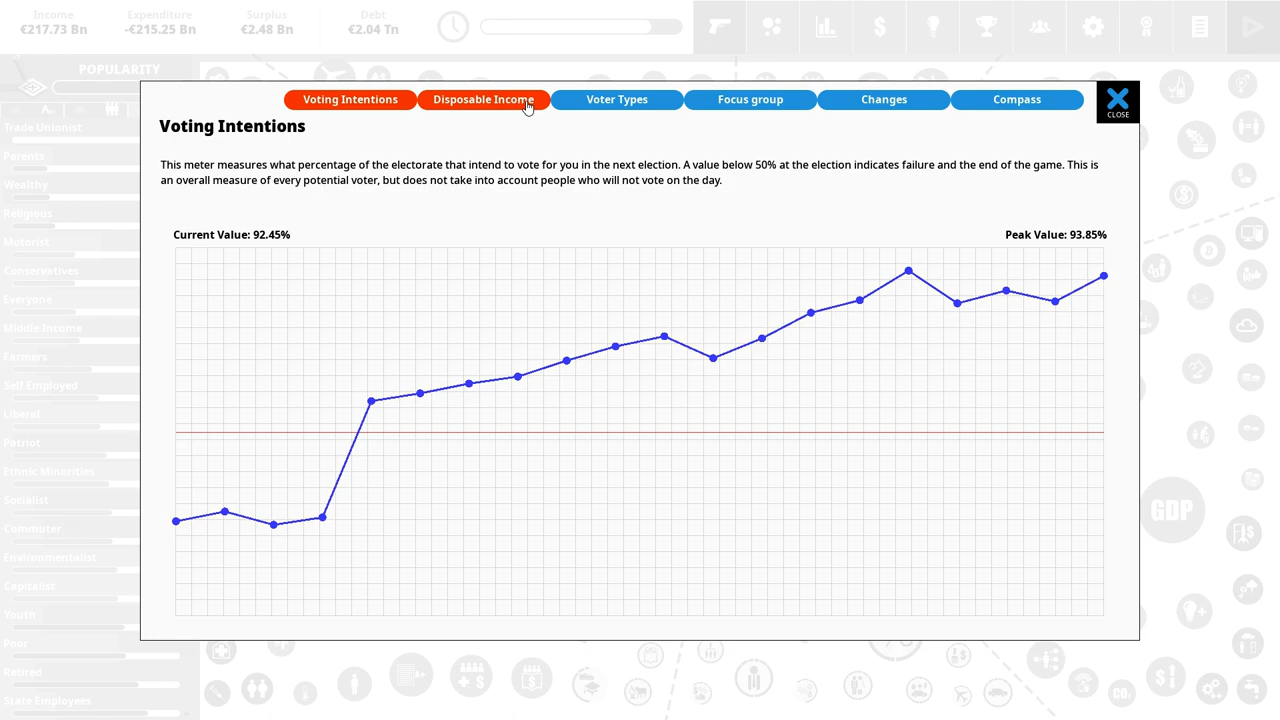 Income
€217.73 Bn
Expenditure
-€215.25 Bn
Surplus
€2.48 Bn
Debt
€2.04 Tn
POPULARITY
Voting Intentions
Disposable Income
Voter Types
Focus group
Changes
Compass
CLOSE
Voting Intentions
This meter measures what percentage of the electorate that intend to vote for you in the next election. A value below 50% at the election indicates failure and the end of the game. This is
an overall measure of every potential voter, but does not take into account people who will not vote on the day.
Current Value: 92.45%
Peak Value: 93.85%
Trade Unionist
Parents
Wealthy
Religious
Motorist
Conservatives
Everyone
Middle Income
Farmers
Self Employed
Liberal
Patriot
Ethnic Minorities
Socialist
Commuter
Environmentalist
Capitalist
Youth
Poor
Retired
State Employees
GDP
CO₂